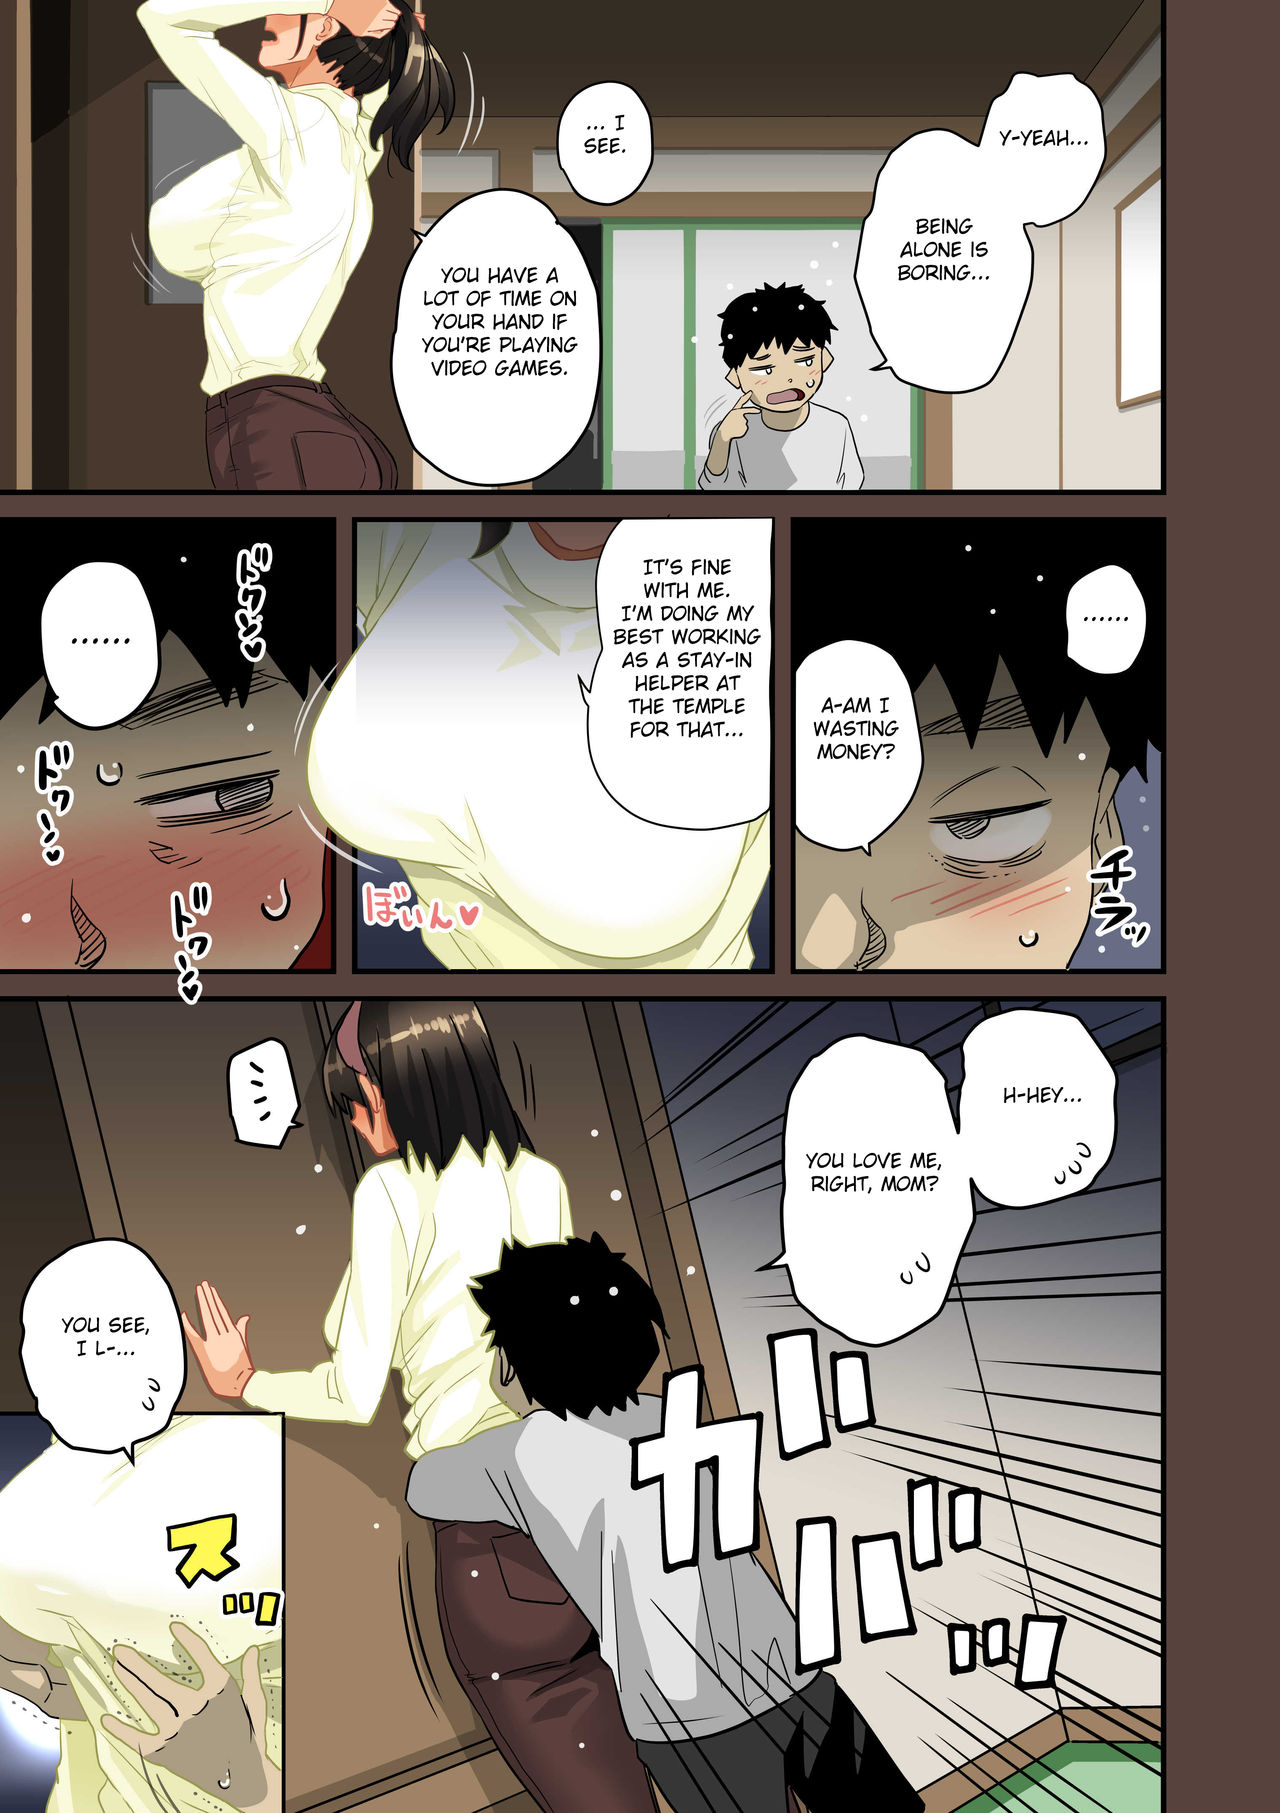 Y-YEAH...
BEING
ALONE IS
BORING...
... I
SEE.
YOU HAVE A
LOT OF TIME ON
YOUR HAND IF
YOU'RE PLAYING
VIDEO GAMES.
......
A-AM I
WASTING
MONEY?
チラッ
IT'S FINE
WITH ME.
I'M DOING MY
BEST WORKING
AS A STAY-IN
HELPER AT
THE TEMPLE
FOR THAT...
ぼいん♥
......
ドクン♥
ドクン♥
ドクン♥
H-HEY...
YOU LOVE ME,
RIGHT, MOM?
ガバッ
YOU SEE,
I L-...
スッ